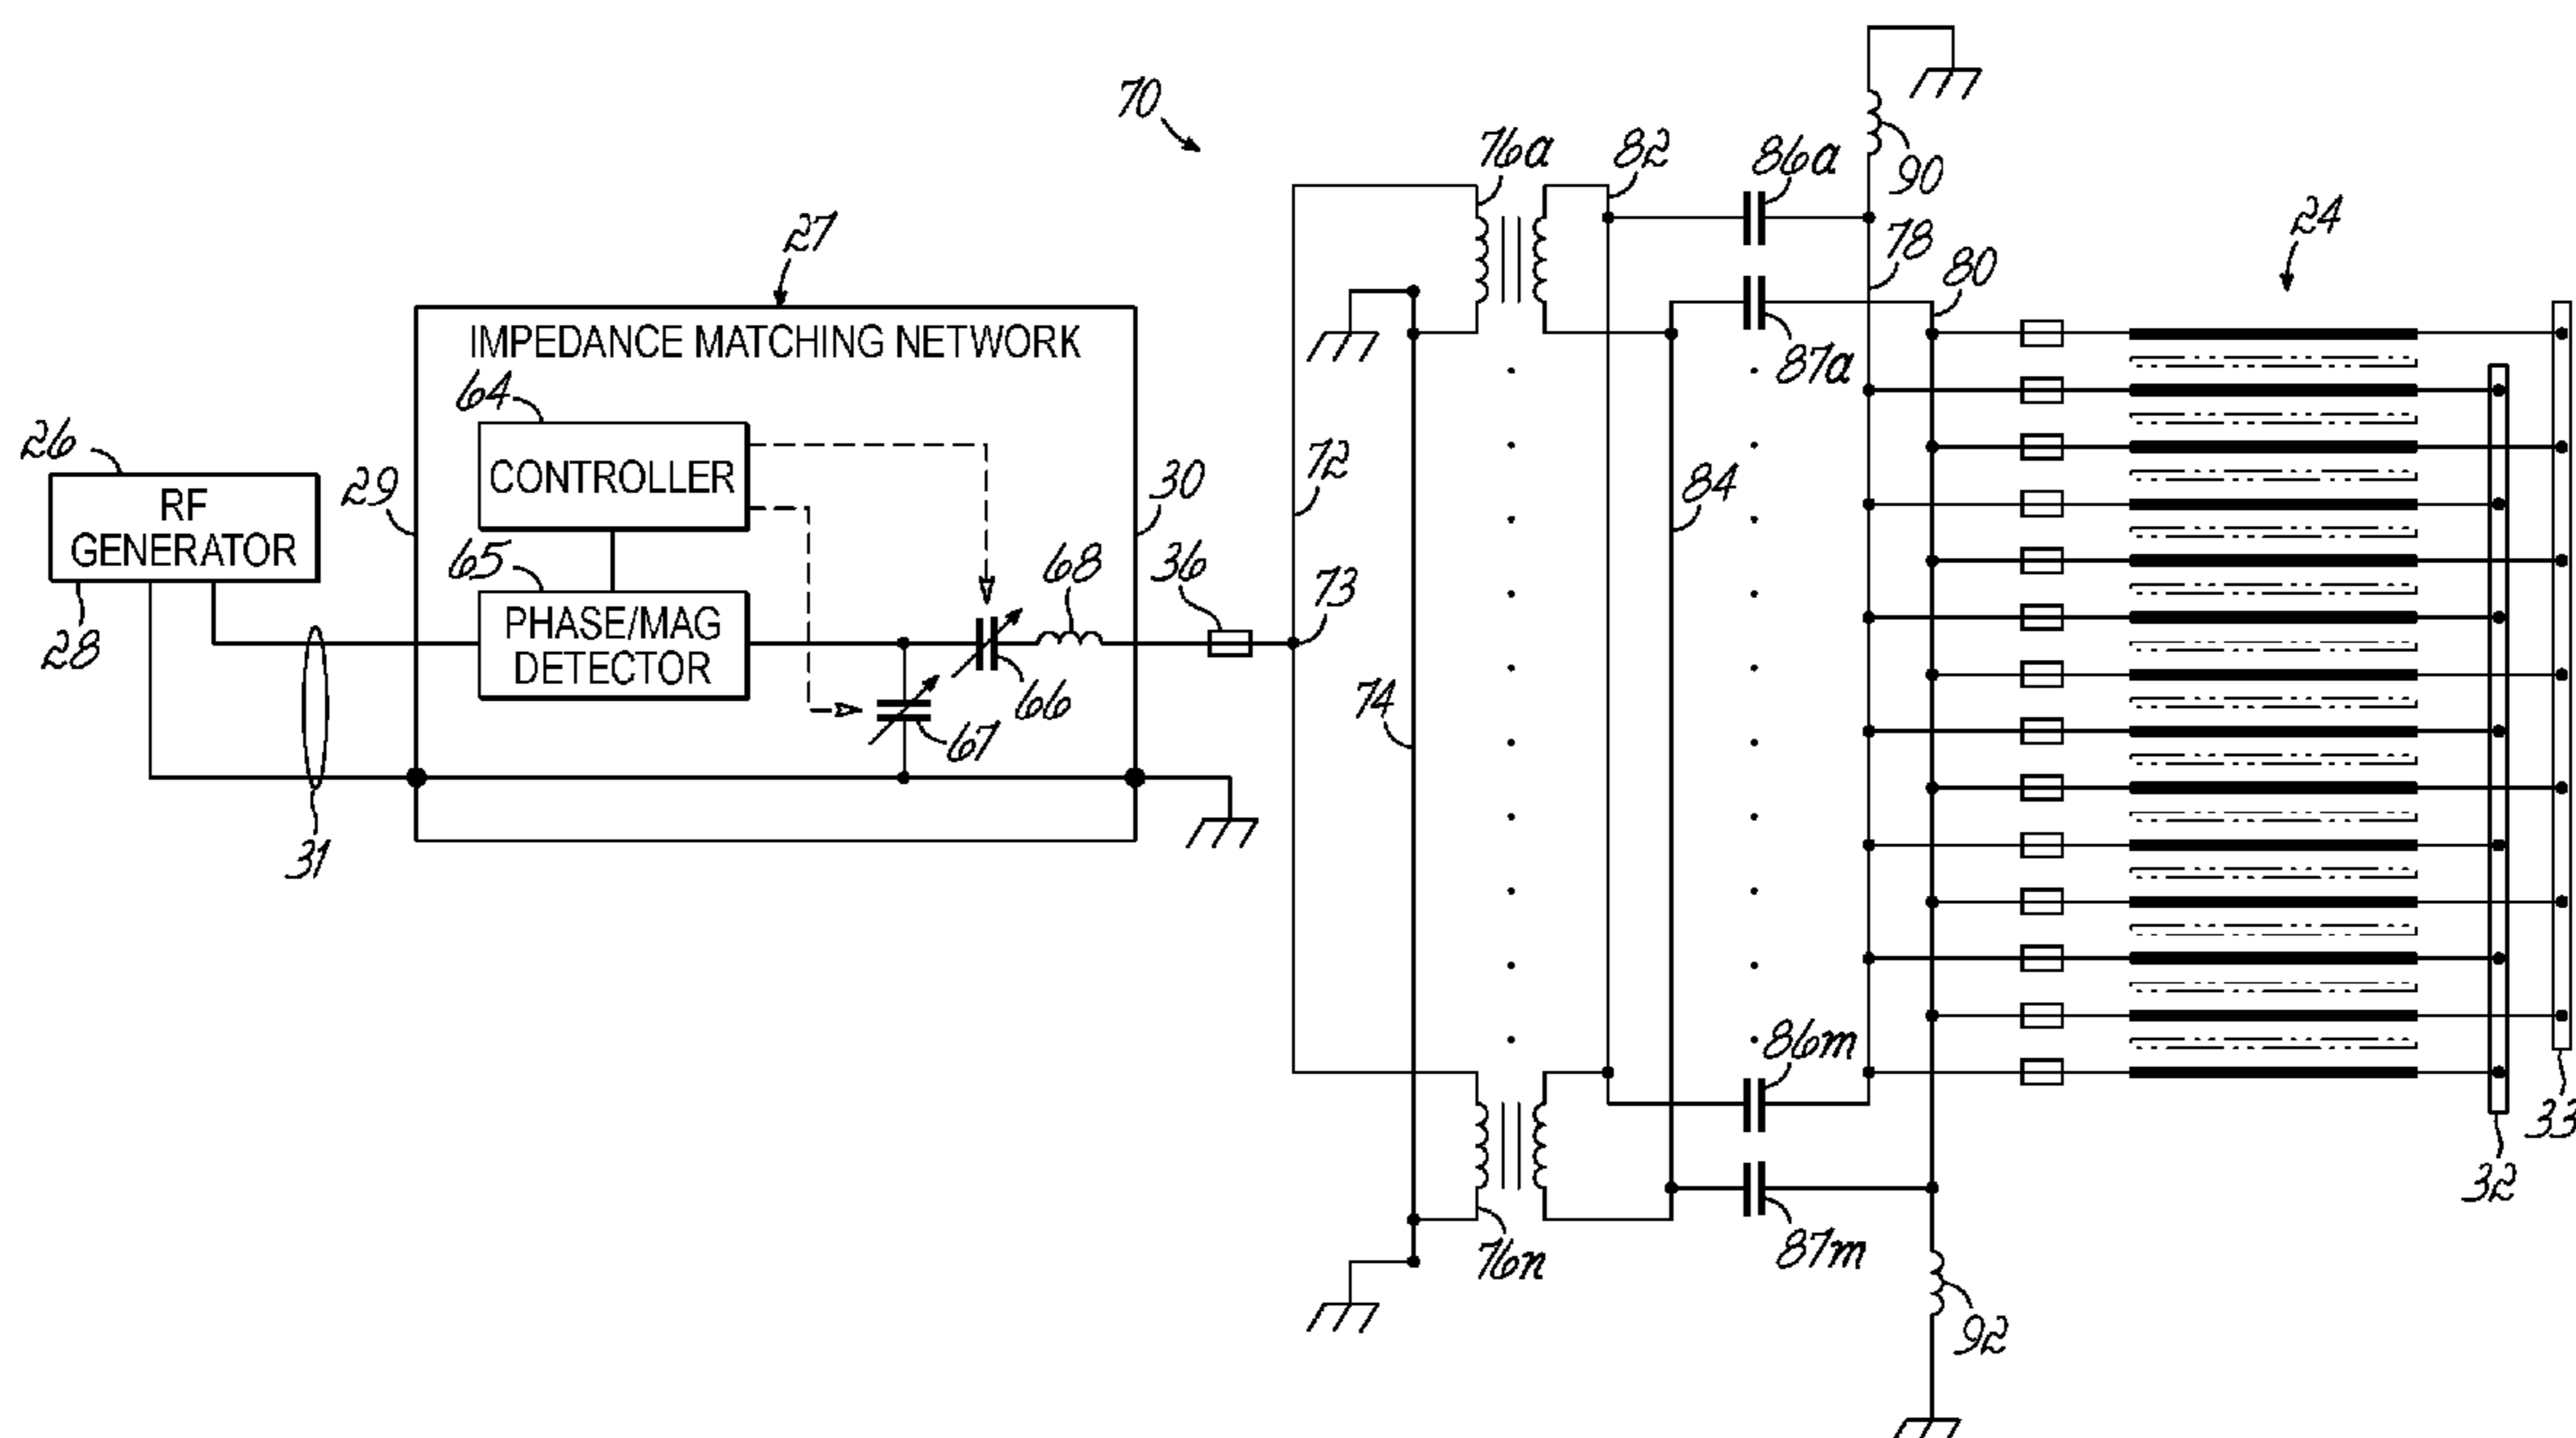 70
76a
82
86a
90
78
80
24
27
IMPEDANCE MATCHING NETWORK
87a
64
26
29
CONTROLLER
30
72
84
RF
GENERATOR
65
68
36
73
28
PHASE/MAG
DETECTOR
66
67
74
31
86m
33
32
76n
87m
92